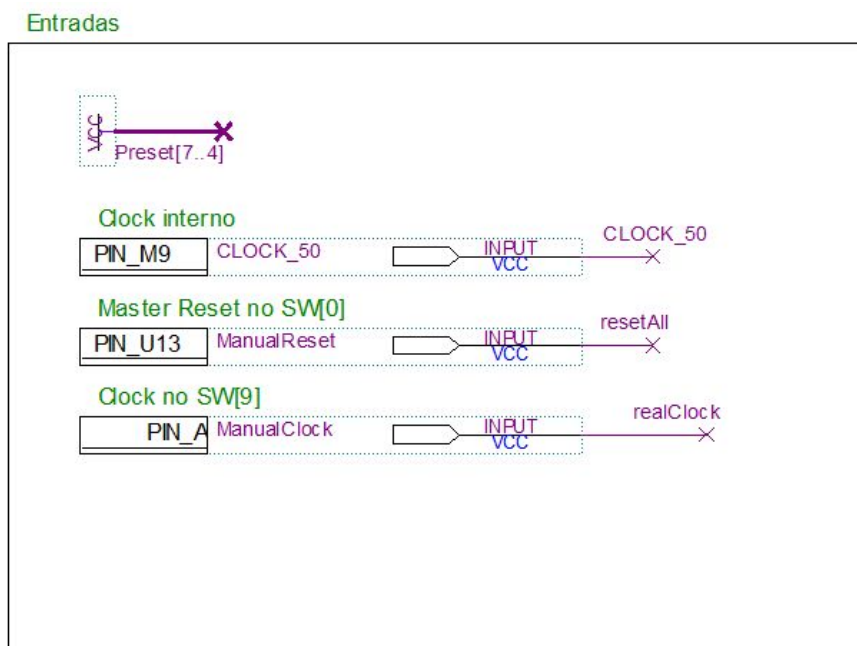 Entradas
VCC
Preset[7..4]
Clock interno
PIN_M9 CLOCK_50 INPUT VCC CLOCK_50
Master Reset no SW[0]
PIN_U13 ManualReset INPUT VCC resetAll
Clock no SW[9]
PIN_A ManualClock INPUT VCC realClock